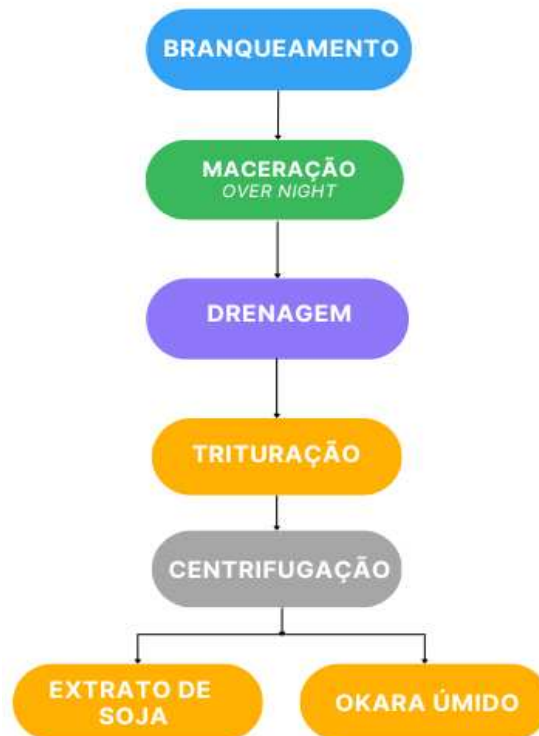 BRANQUEAMENTO
MACERAÇÃO
OVER NIGHT
DRENAGEM
TRITURAÇÃO
CENTRIFUGAÇÃO
EXTRATO DE
SOJA
OKARA ÚMIDO